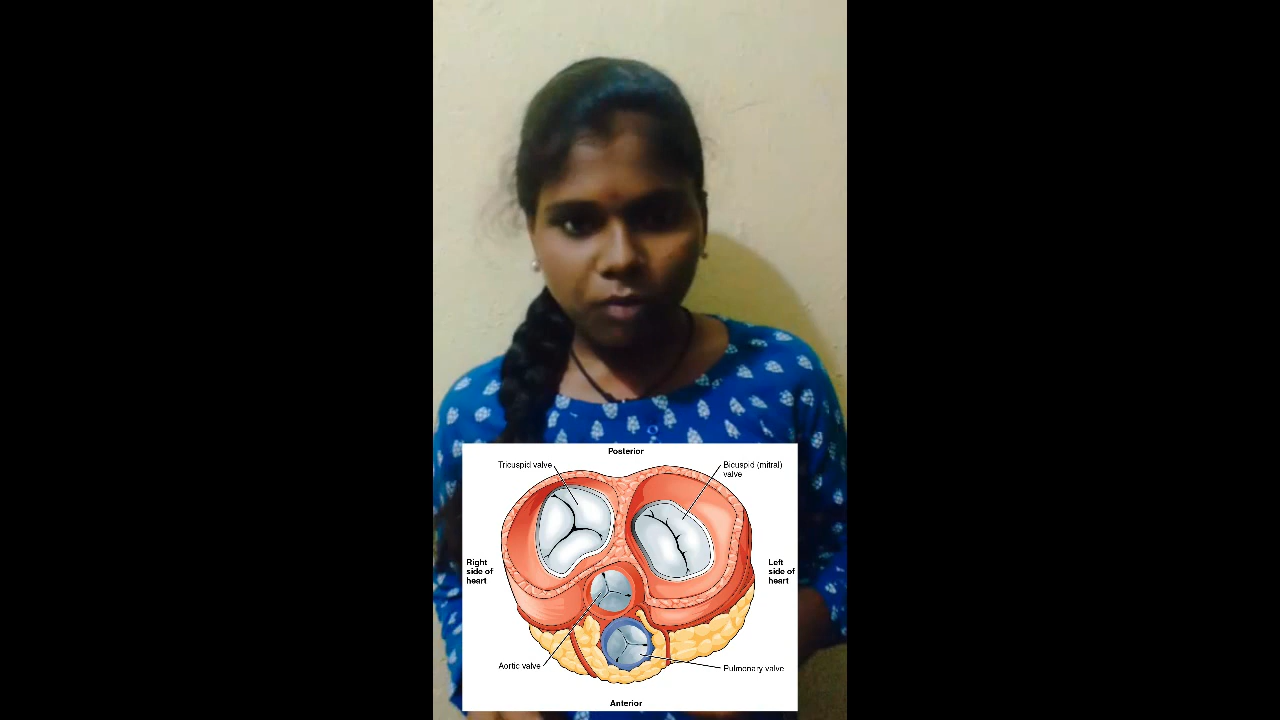 Posterior
Tricuspid valve
Bicuspid (mitral)
valve
Right
side of
heart
Left
side of
heart
Aortic valve
Pulmonary valve
Anterior